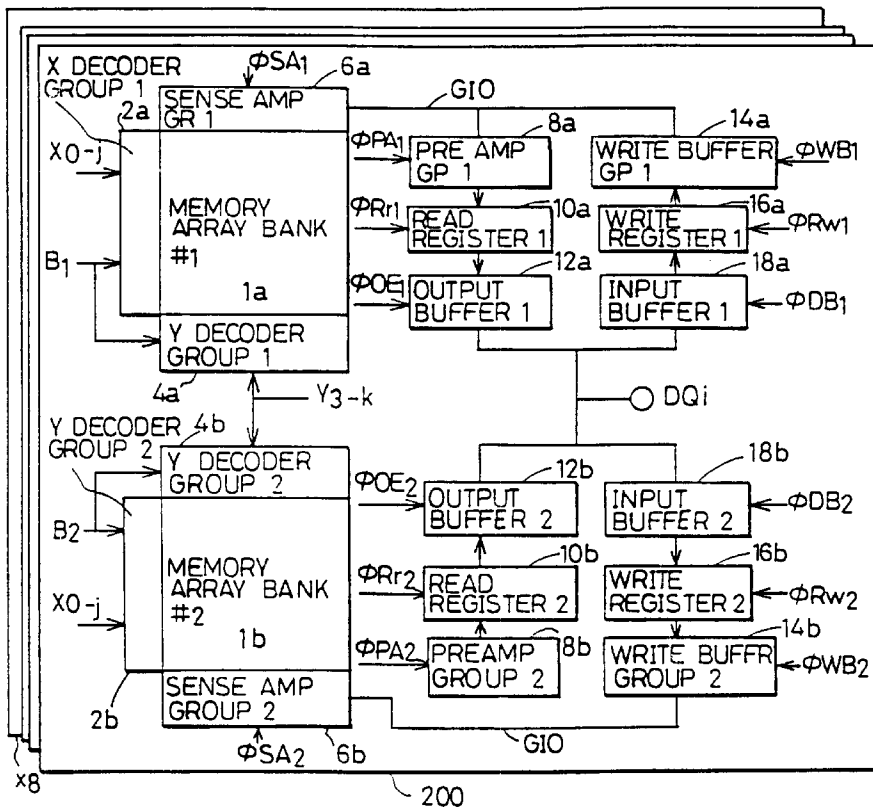 X DECODER
GROUP 1
2a
X0-j
B1
ΦSA1
6a
SENSE AMP
GR 1
MEMORY
ARRAY BANK
#1
1a
Y DECODER
GROUP 1
4a
GIO
ΦPA1
8a
PRE AMP
GP 1
ΦRr1
10a
READ
REGISTER 1
ΦOE1
12a
OUTPUT
BUFFER 1
14a
WRITE BUFFER
GP 1
ΦWB1
16a
WRITE
REGISTER 1
ΦRw1
18a
INPUT
BUFFER 1
ΦDB1
Y3-k
DQi
Y DECODER
GROUP 2
4b
Y DECODER
GROUP 2
B2
X0-j
MEMORY
ARRAY BANK
#2
1b
2b
SENSE AMP
GROUP 2
ΦSA2
6b
ΦOE2
12b
OUTPUT
BUFFER 2
ΦRr2
10b
READ
REGISTER 2
ΦPA2
8b
PREAMP
GROUP 2
18b
INPUT
BUFFER 2
ΦDB2
16b
WRITE
REGISTER 2
ΦRw2
14b
WRITE BUFFR
GROUP 2
ΦWB2
GIO
x8
200